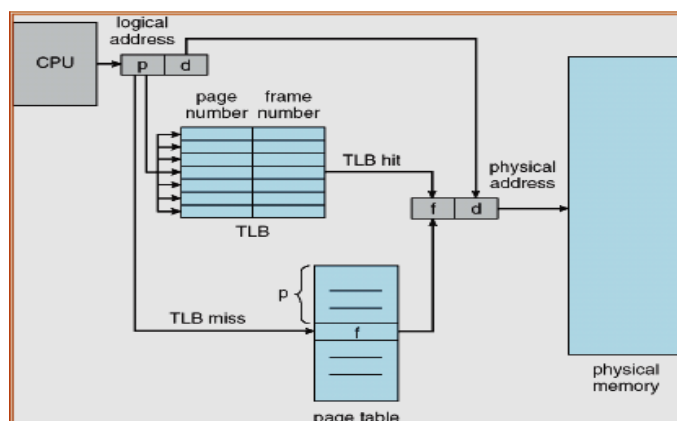 logical
address
CPU
p
d
page
number
frame
number
TLB hit
physical
address
f
d
TLB
p
TLB miss
f
physical
memory
page table